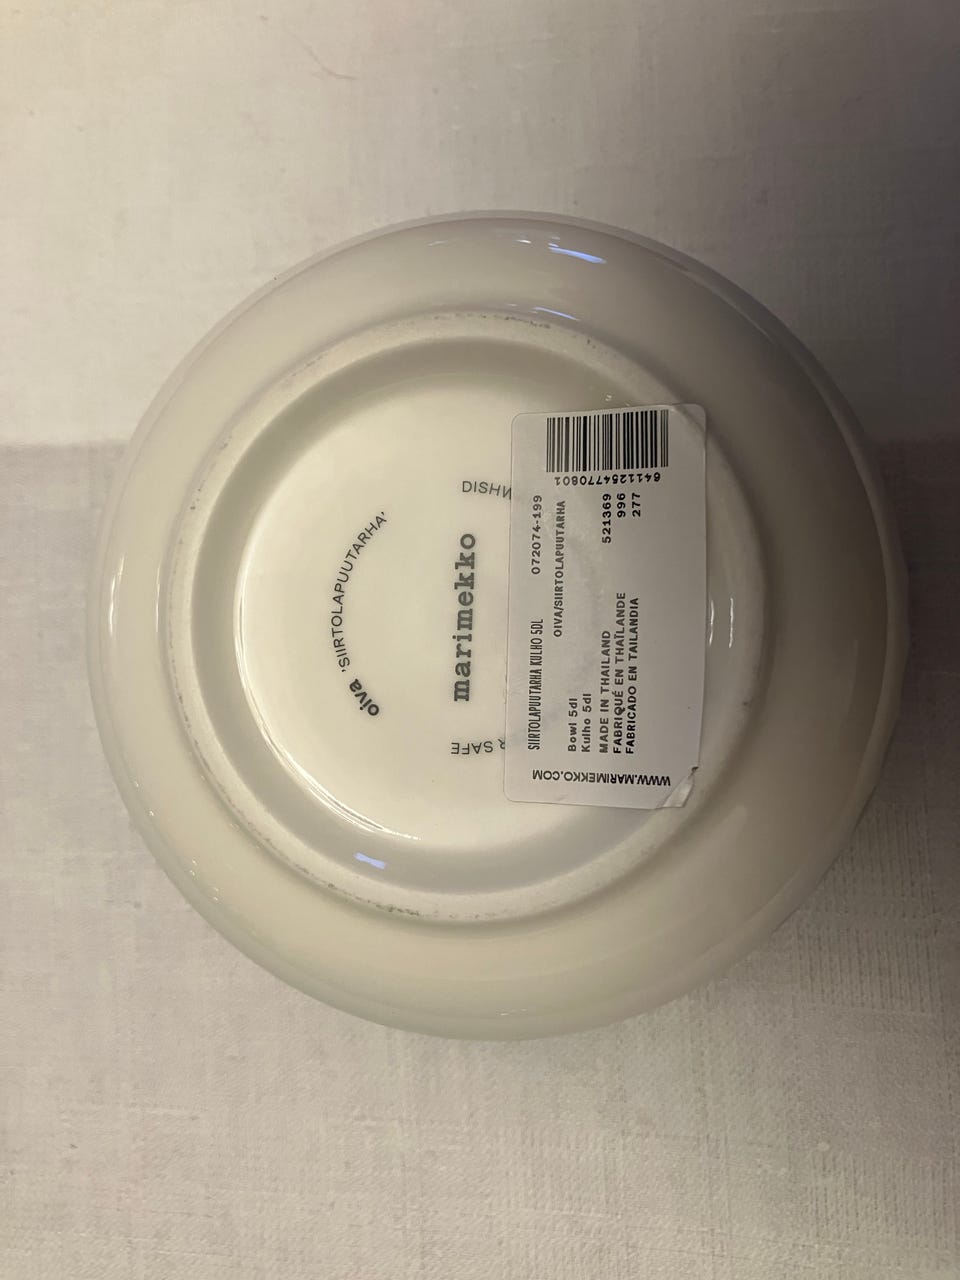 oiva 'SIIRTOLAPUUTARHA'
marimekko
DISHW
R SAFE
SIIRTOLAPUUTARHA KULHO 5DL
072074-199
OIVA/SIIRTOLAPUUTARHA
Bowl 5dl
Kulho 5dl
521369
996
277
MADE IN THAILAND
FABRIQUÉ EN THAÏLANDE
FABRICADO EN TAILANDIA
6411254770801
WWW.MARIMEKKO.COM